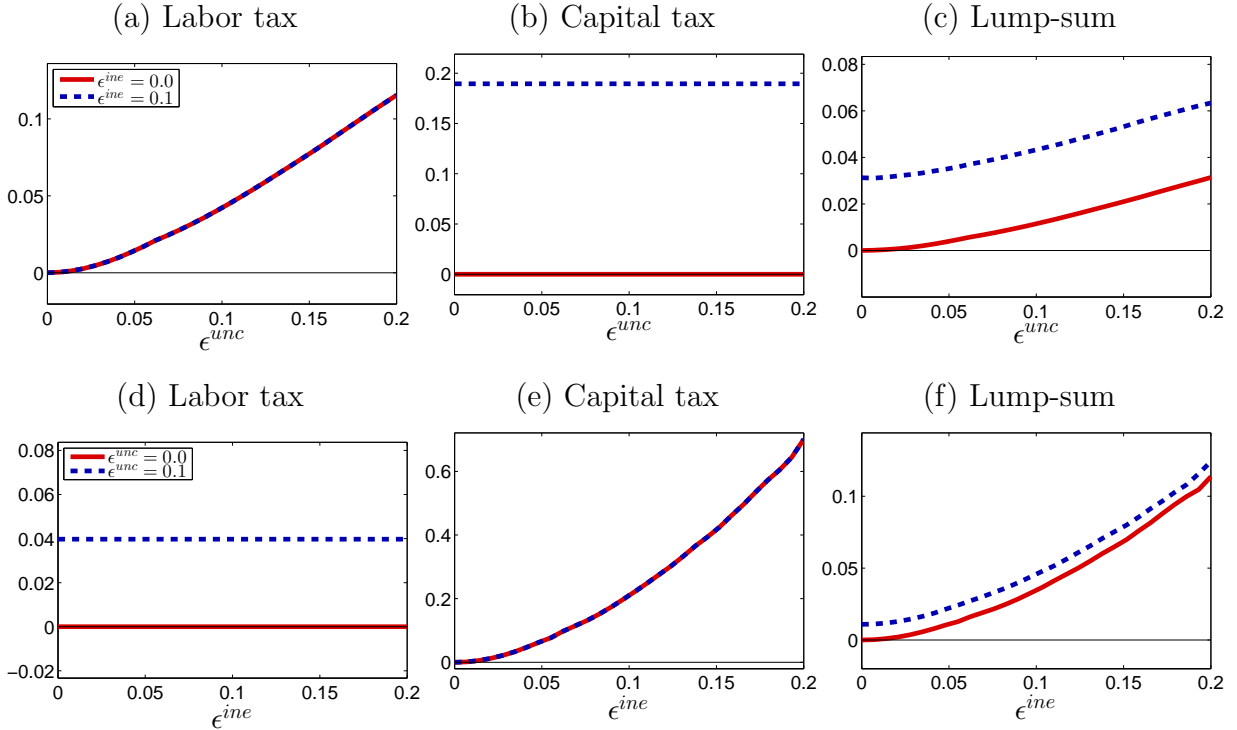 (a) Labor tax
(b) Capital tax
(c) Lump-sum
ϵ^{ine} = 0.0
ϵ^{ine} = 0.1
0.1
0.05
0
0 0.05 0.1 0.15 0.2
ϵ^{unc}
0.2
0.15
0.1
0.05
0
0 0.05 0.1 0.15 0.2
ϵ^{unc}
0.08
0.06
0.04
0.02
0
0 0.05 0.1 0.15 0.2
ϵ^{unc}
(d) Labor tax
(e) Capital tax
(f) Lump-sum
ϵ^{unc} = 0.0
ϵ^{unc} = 0.1
0.08
0.06
0.04
0.02
0
−0.02
0 0.05 0.1 0.15 0.2
ϵ^{ine}
0.6
0.4
0.2
0
0 0.05 0.1 0.15 0.2
ϵ^{ine}
0.1
0.05
0
0 0.05 0.1 0.15 0.2
ϵ^{ine}